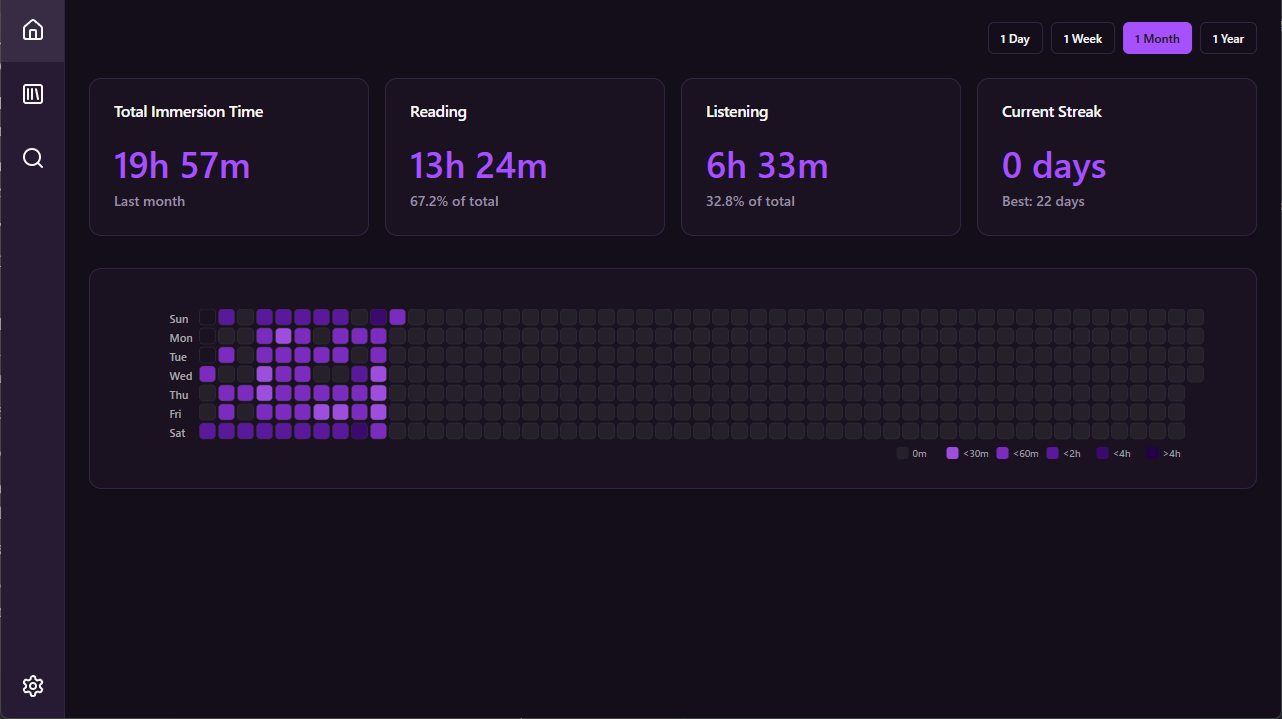 1 Day 1 Week 1 Month 1 Year
Total Immersion Time
19h 57m
Last month
Reading
13h 24m
67.2% of total
Listening
6h 33m
32.8% of total
Current Streak
0 days
Best: 22 days
Sun
Mon
Tue
Wed
Thu
Fri
Sat
0m <30m <60m <2h <4h >4h